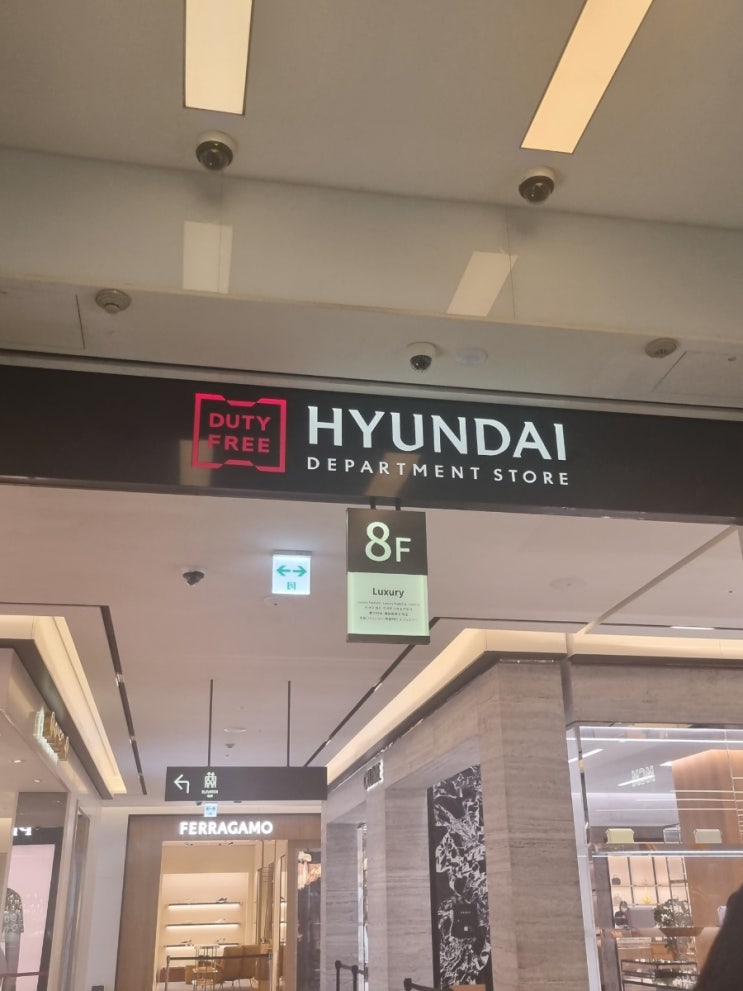 DUTY
FREE
HYUNDAI
DEPARTMENT STORE
8F
Luxury
FERRAGAMO
MCM